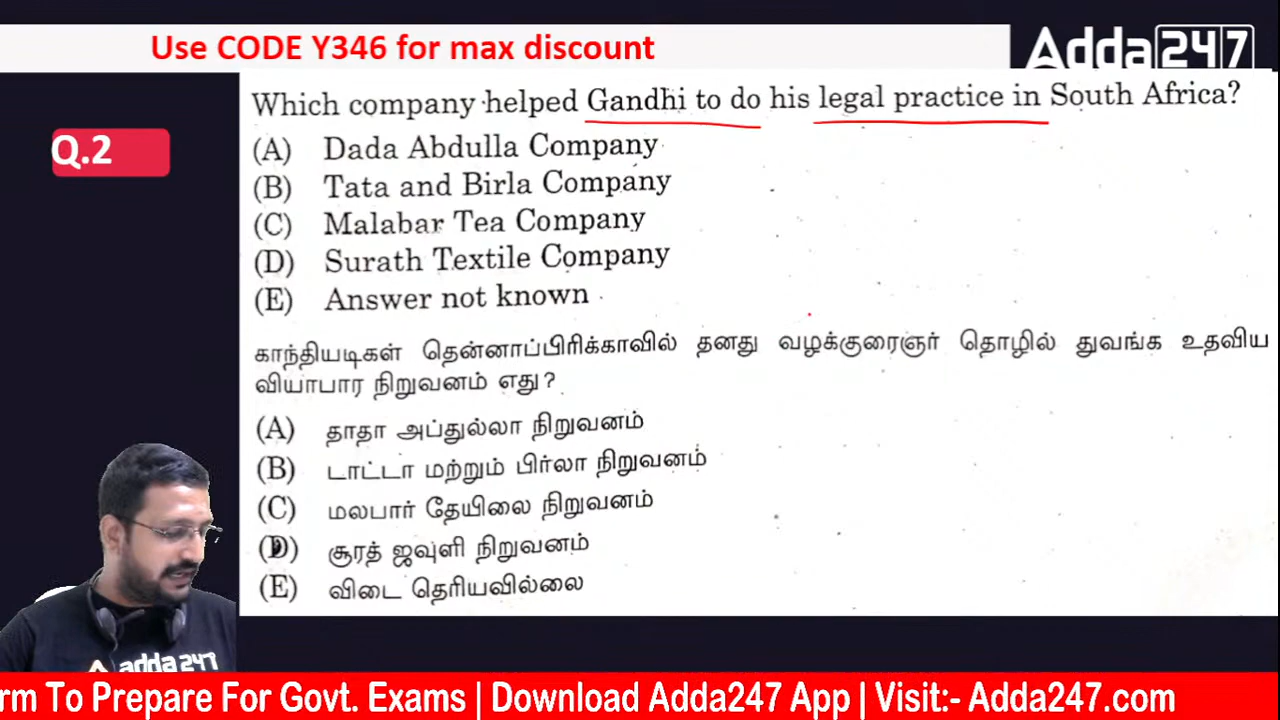 Use CODE Y346 for max discount
Adda247
Q.2
Which company helped Gandhi to do his legal practice in South Africa?
(A) Dada Abdulla Company
(B) Tata and Birla Company
(C) Malabar Tea Company
(D) Surath Textile Company
(E) Answer not known
காந்தியடிகள் தென்னாப்பிரிக்காவில் தனது வழக்குரைஞர் தொழில் துவங்க உதவிய
வியாபார நிறுவனம் எது?
(A) தாதா அப்துல்லா நிறுவனம்
(B) டாட்டா மற்றும் பிர்லா நிறுவனம்
(C) மலபார் தேயிலை நிறுவனம்
(D) சூரத் ஜவுளி நிறுவனம்
(E) விடை தெரியவில்லை
adda247
rm To Prepare For Govt. Exams | Download Adda247 App | Visit:- Adda247.com